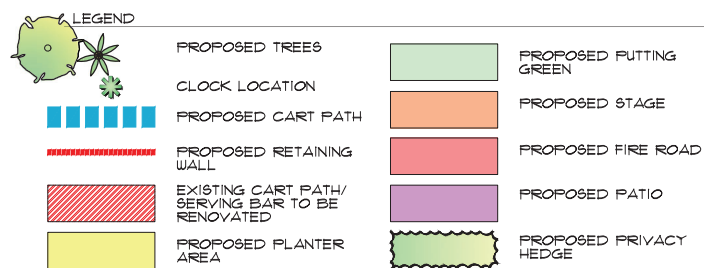 LEGEND
PROPOSED TREES
CLOCK LOCATION
PROPOSED CART PATH
PROPOSED RETAINING
WALL
EXISTING CART PATH/
SERVING BAR TO BE
RENOVATED
PROPOSED PLANTER
AREA
PROPOSED PUTTING
GREEN
PROPOSED STAGE
PROPOSED FIRE ROAD
PROPOSED PATIO
PROPOSED PRIVACY
HEDGE